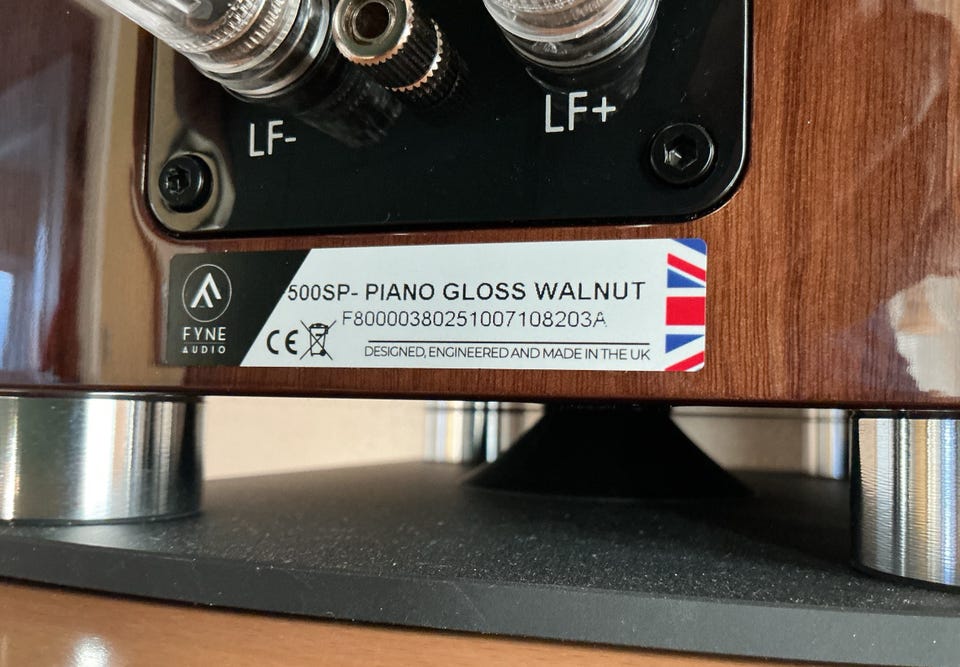 LF-
LF+
500SP- PIANO GLOSS WALNUT
F80000380251007108203A
FYNE
AUDIO
CE
DESIGNED, ENGINEERED AND MADE IN THE UK